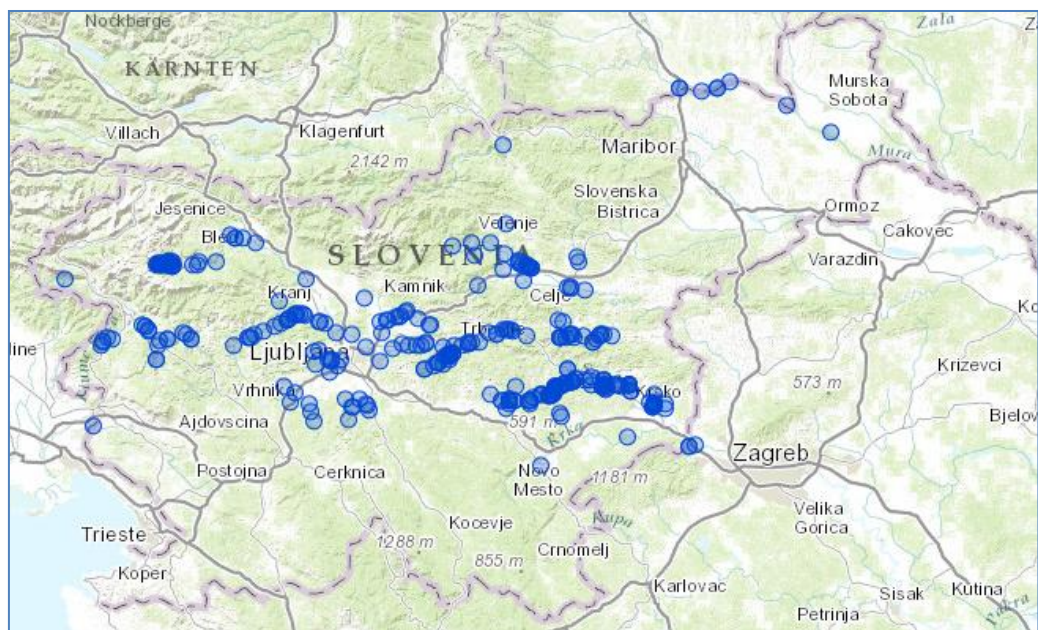 Nockberge
Zala
KÄRNTEN
Murska
Sobota
Villach
Klagenfurt
Maribor
2142 m
Mura
Jesenice
Slovenska
Bistrica
Ormoz
Velenje
Cakovec
Bled
SLOVENIA
Varazdin
Kamnik
Kranj
Celje
Ljubljana
Krizevci
Vrhnika
573 m
Krsko
Ajdovscina
591 m
Krka
Bjelov
Zagreb
Postojna
Cerknica
Novo
Mesto
1181 m
Velika
Gorica
Trieste
Kocevje
Kupa
1288 m
855 m
Crnomelj
Koper
Karlovac
Sisak
Kutina
Petrinja